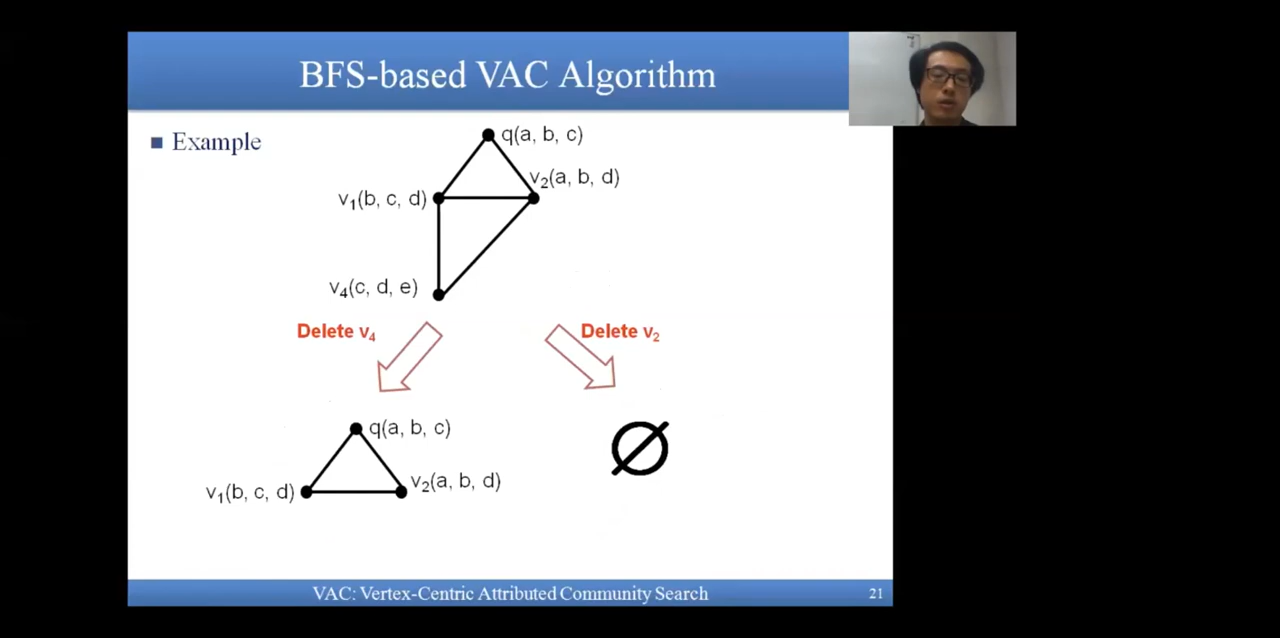 BFS-based VAC Algorithm
Example
q(a, b, c)
v₂(a, b, d)
v₁(b, c, d)
v₄(c, d, e)
Delete v₄
Delete v₂
∅
q(a, b, c)
v₂(a, b, d)
v₁(b, c, d)
VAC: Vertex-Centric Attributed Community Search
21